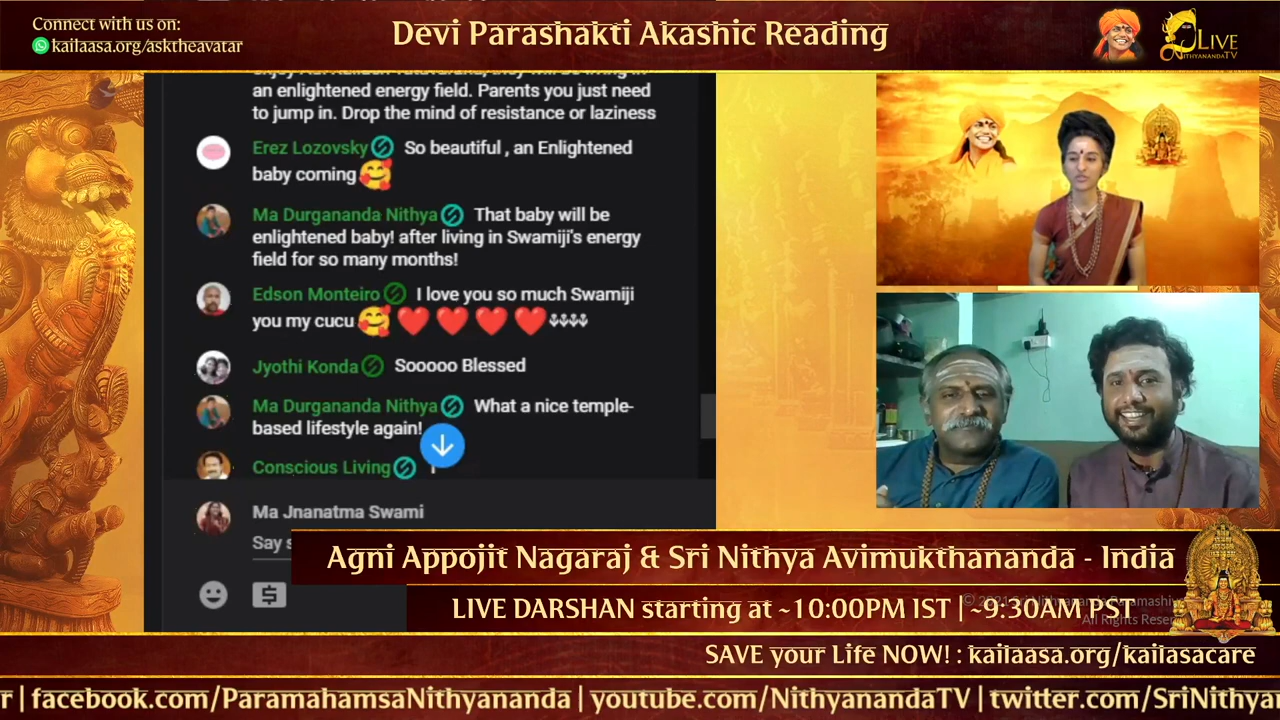 Connect with us on:
kailaasa.org/asktheavatar
Devi Parashakti Akashic Reading
LIVE
NITHYANANDATV
an enlightened energy field. Parents you just need
to jump in. Drop the mind of resistance or laziness
Erez Lozovsky So beautiful , an Enlightened
baby coming🥰
Ma Durgananda Nithya That baby will be
enlightened baby! after living in Swamiji's energy
field for so many months!
Edson Monteiro I love you so much Swamiji
you my cucu🥰❤️❤️❤️❤️⚜⚜⚜⚜
Jyothi Konda Sooooo Blessed
Ma Durgananda Nithya What a nice temple-
based lifestyle again!
Conscious Living
Ma Jnanatma Swami
Say
Agni Appojit Nagaraj & Sri Nithya Avimukthananda - India
LIVE DARSHAN starting at ~10:00PM IST | ~9:30AM PST
All Rights
SAVE your Life NOW! : kailaasa.org/kailasacare
r | facebook.com/ParamahamsaNithyananda | youtube.com/NithyanandaTV | twitter.com/SriNithya